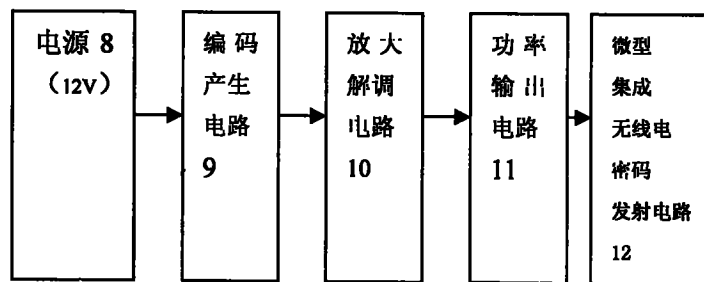 电源 8
（12V）
编 码
产生
电路
9
放 大
解调
电路
10
功 率
输 出
电路
11
微型
集成
无线电
密码
发射电路
12